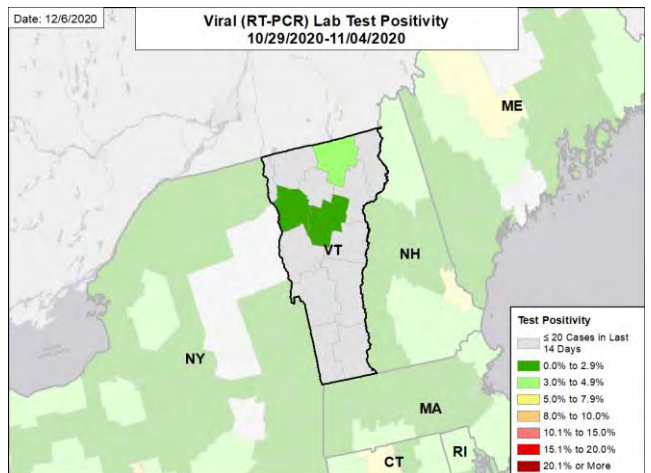 Date: 12/6/2020
Viral (RT-PCR) Lab Test Positivity
10/29/2020-11/04/2020
ME
VT
NH
NY
MA
CT
RI
Test Positivity
≤ 20 Cases in Last
14 Days
0.0% to 2.9%
3.0% to 4.9%
5.0% to 7.9%
8.0% to 10.0%
10.1% to 15.0%
15.1% to 20.0%
20.1% or More